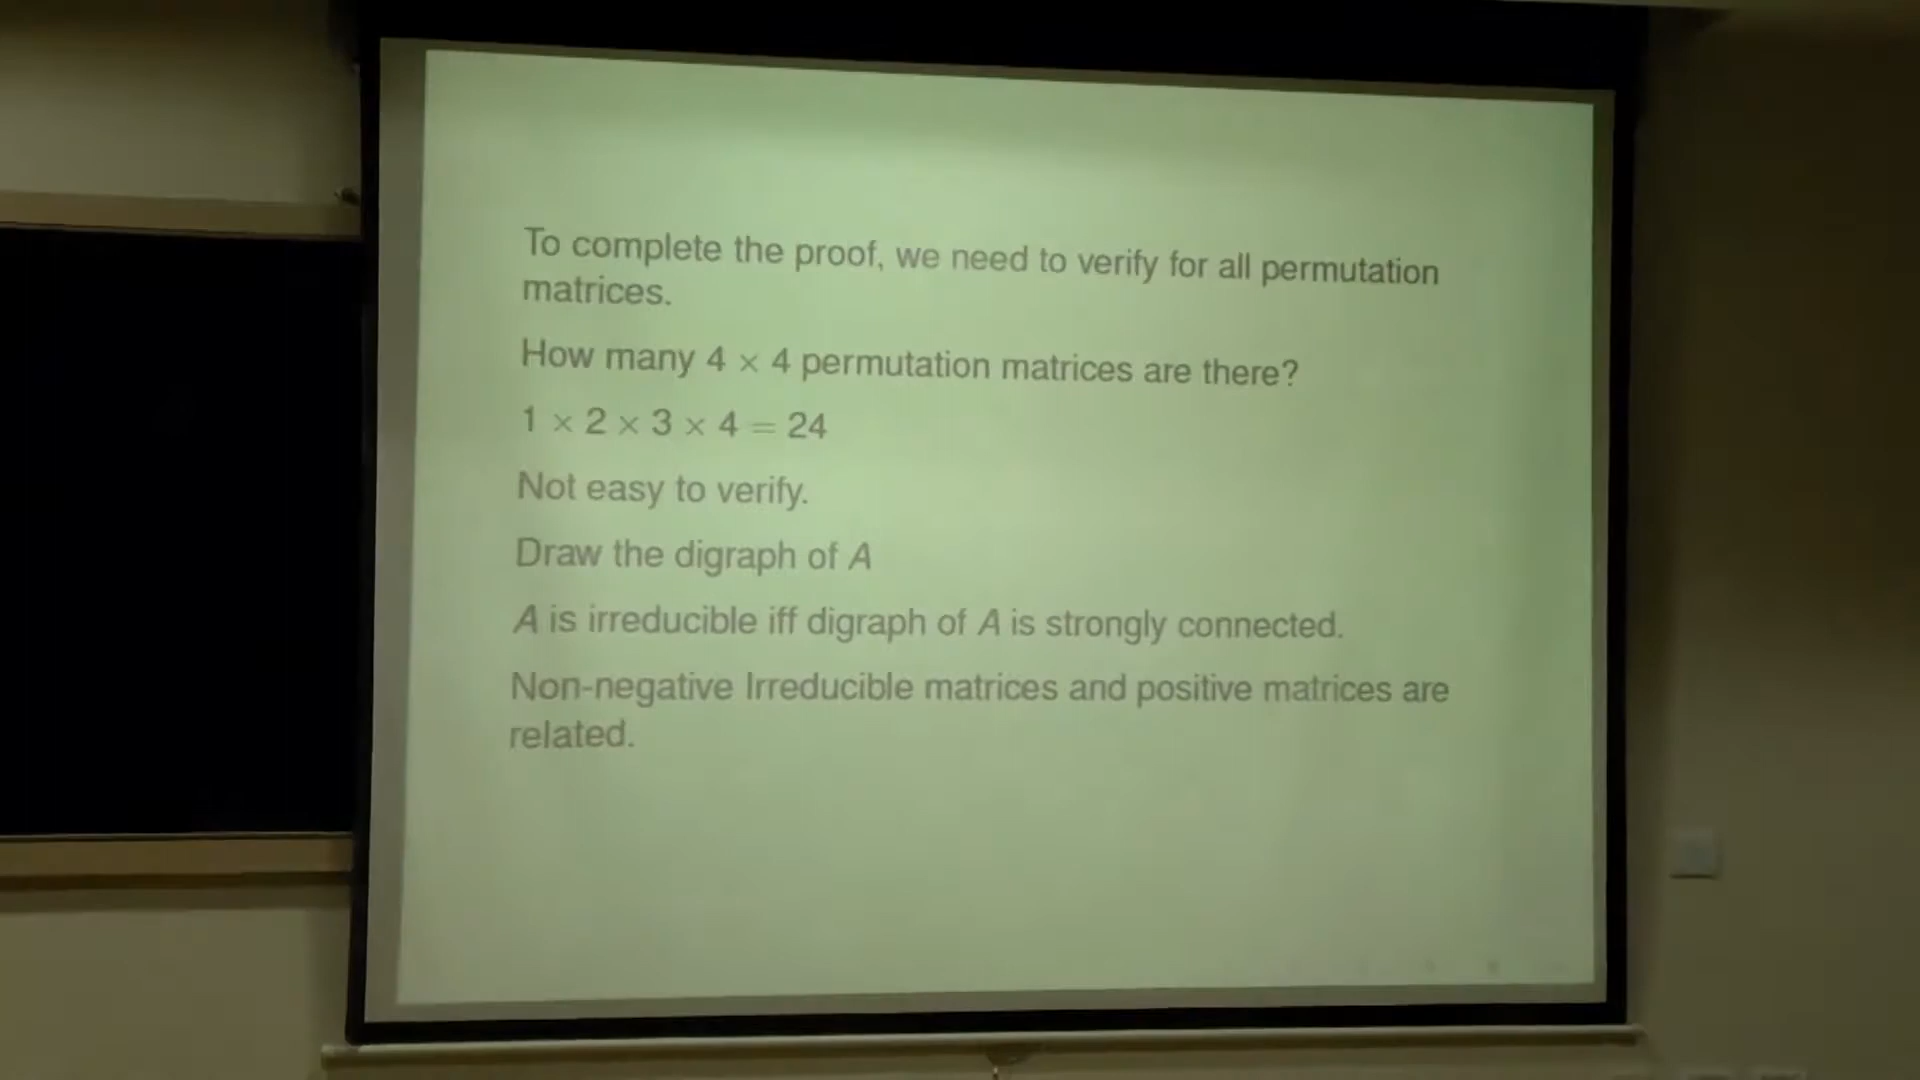 To complete the proof, we need to verify for all permutation
matrices.
How many 4 × 4 permutation matrices are there?
1 × 2 × 3 × 4 = 24
Not easy to verify.
Draw the digraph of A
A is irreducible iff digraph of A is strongly connected.
Non-negative Irreducible matrices and positive matrices are
related.